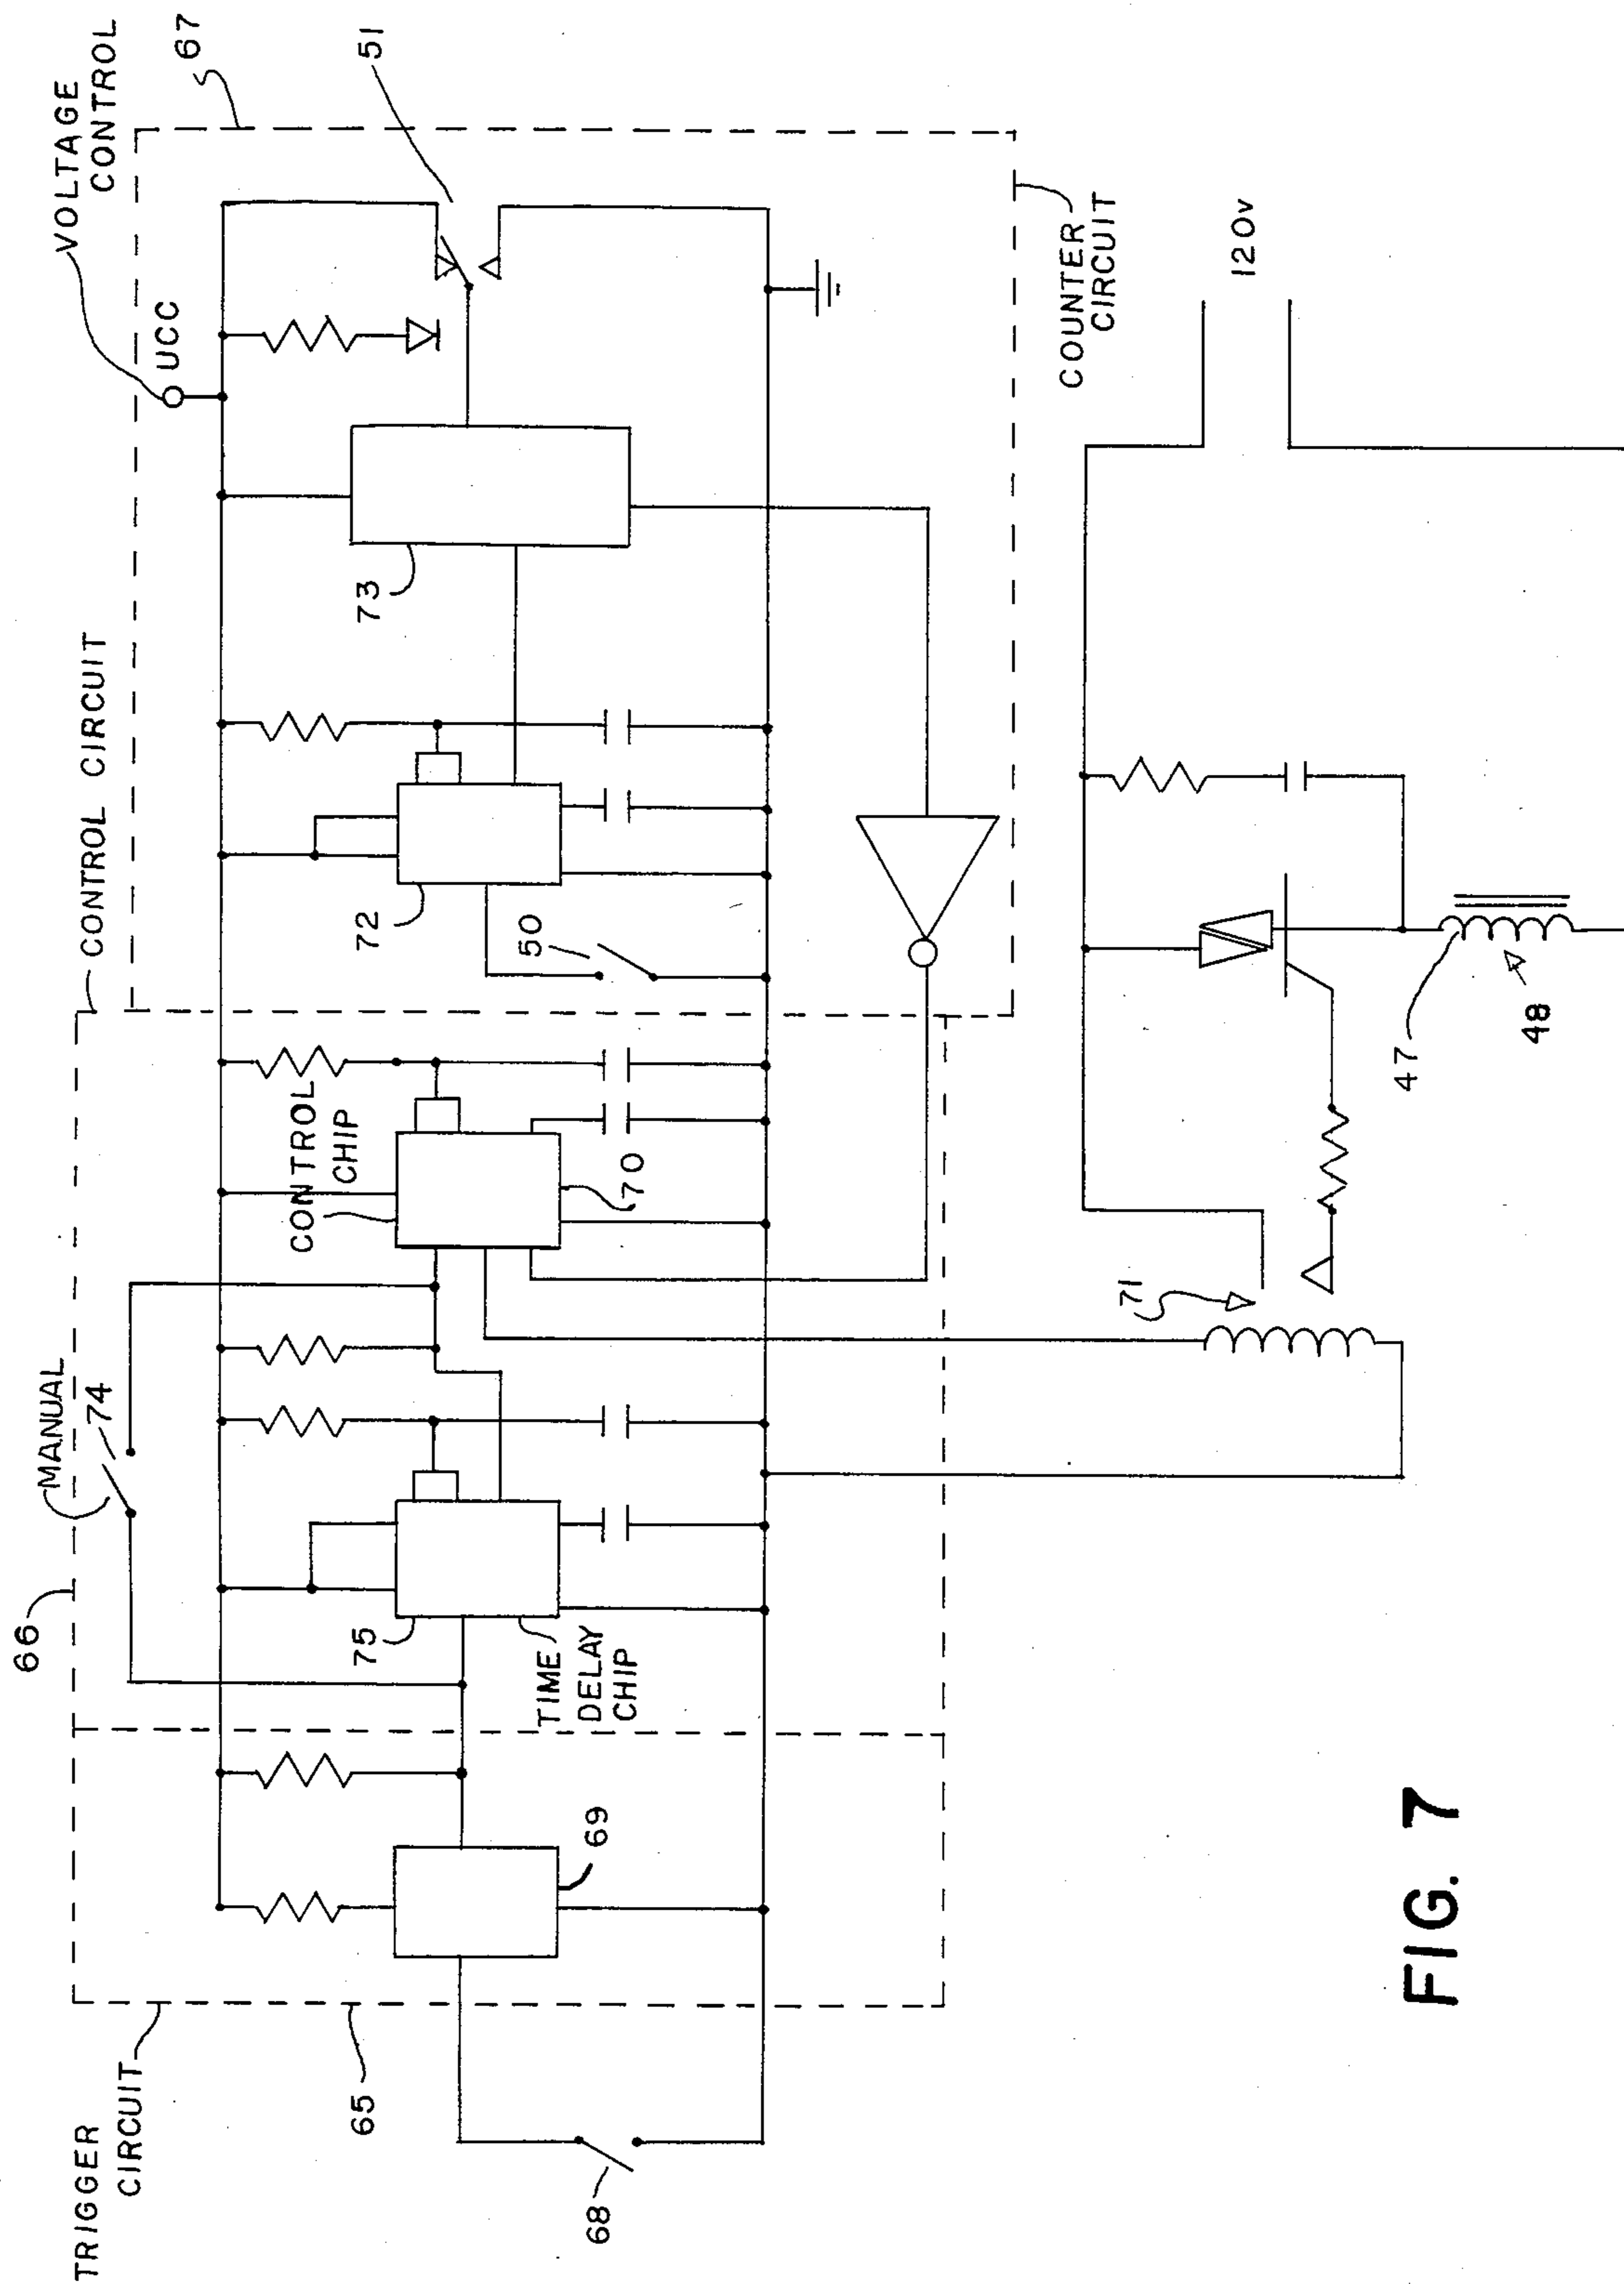 VOLTAGE
CONTROL
67
UCC
51
CONTROL CIRCUIT
73
72
50
COUNTER
CIRCUIT
120v
MANUAL
74
66
CONTROL
CHIP
70
75
TIME
DELAY
CHIP
71
47
48
TRIGGER
CIRCUIT
65
69
68
FIG. 7